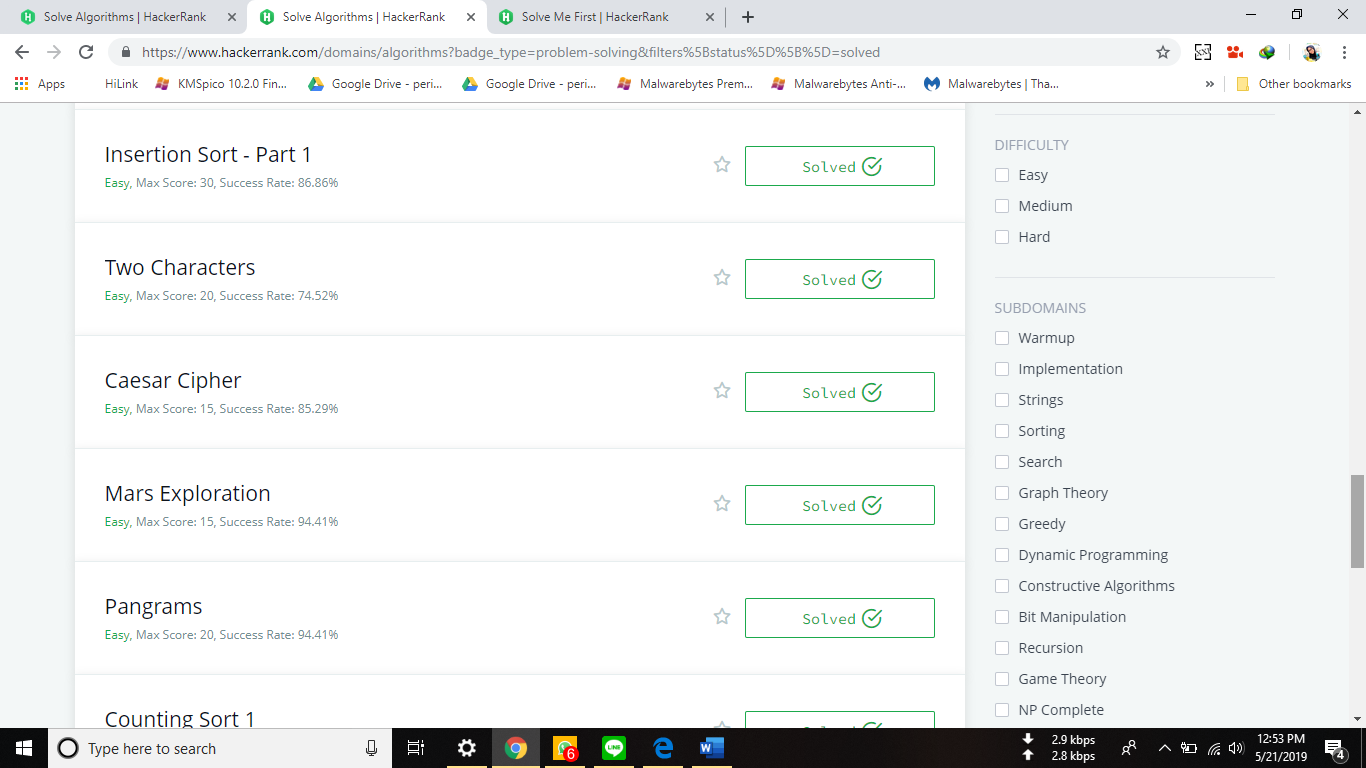 Solve Algorithms | HackerRank
Solve Algorithms | HackerRank
Solve Me First | HackerRank
https://www.hackerrank.com/domains/algorithms?badge_type=problem-solving&filters%5Bstatus%5D%5B%5D=solved
Apps HiLink KMSpico 10.2.0 Fin... Google Drive - peri... Google Drive - peri... Malwarebytes Prem... Malwarebytes Anti-... Malwarebytes | Tha... » Other bookmarks
Insertion Sort - Part 1
Easy, Max Score: 30, Success Rate: 86.86%
Solved
Two Characters
Easy, Max Score: 20, Success Rate: 74.52%
Solved
Caesar Cipher
Easy, Max Score: 15, Success Rate: 85.29%
Solved
Mars Exploration
Easy, Max Score: 15, Success Rate: 94.41%
Solved
Pangrams
Easy, Max Score: 20, Success Rate: 94.41%
Solved
Counting Sort 1
Solved
DIFFICULTY
Easy
Medium
Hard
SUBDOMAINS
Warmup
Implementation
Strings
Sorting
Search
Graph Theory
Greedy
Dynamic Programming
Constructive Algorithms
Bit Manipulation
Recursion
Game Theory
NP Complete
Type here to search
6
LINE
2.9 kbps
2.8 kbps
12:53 PM
5/21/2019
4